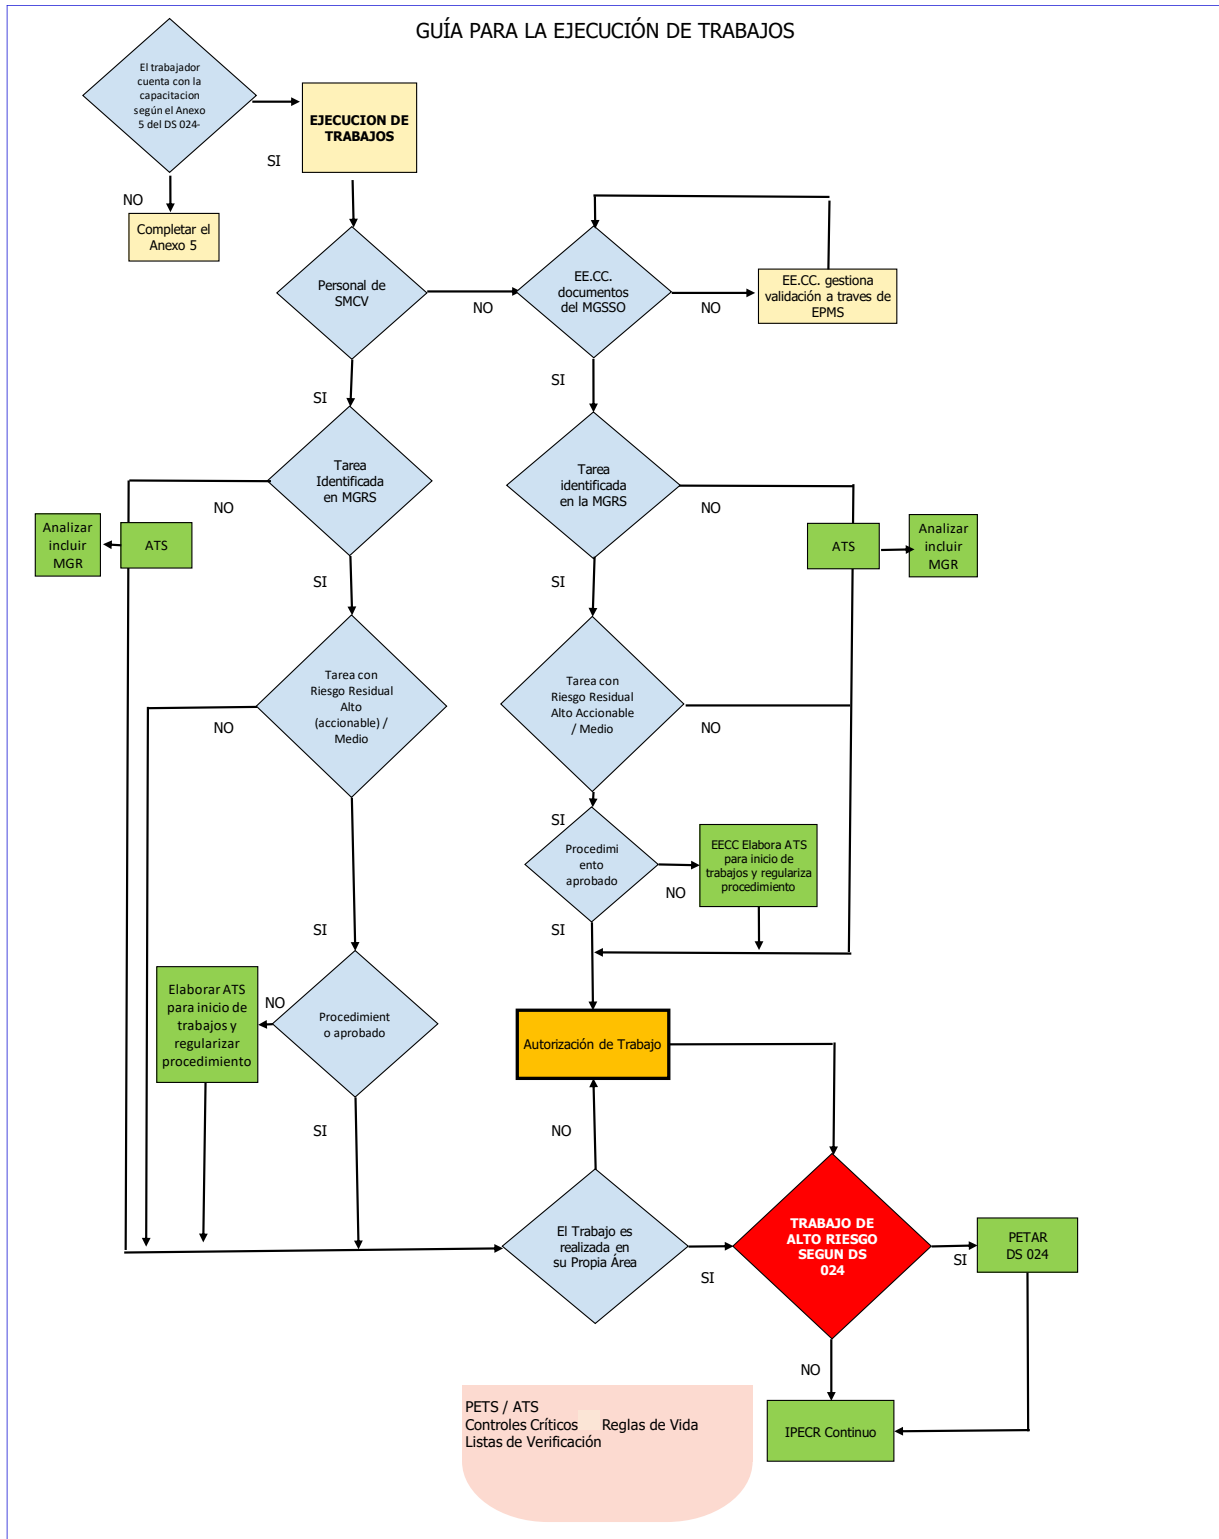 GUÍA PARA LA EJECUCIÓN DE TRABAJOS
El trabajador
cuenta con la
capacitacion
según el Anexo
5 del DS 024-
EJECUCION DE
TRABAJOS
SI
NO
Completar el
Anexo 5
Personal de
SMCV
NO
EE.CC.
documentos
del MGSSO
NO
EE.CC. gestiona
validación a traves de
EPMS
SI
SI
Tarea
Identificada
en MGRS
NO
Tarea
identificada
en la MGRS
NO
Analizar
incluir
MGR
ATS
ATS
Analizar
incluir
MGR
SI
SI
Tarea con
Riesgo Residual
Alto
(accionable) /
Medio
NO
Tarea con
Riesgo Residual
Alto Accionable
/ Medio
NO
SI
Procedimi
ento
aprobado
NO
EECC Elabora ATS
para inicio de
trabajos y regulariza
procedimiento
SI
SI
Elaborar ATS
para inicio de
trabajos y
regularizar
procedimiento
NO
Procediment
o aprobado
Autorización de Trabajo
SI
NO
El Trabajo es
realizada en
su Propia Área
SI
TRABAJO DE
ALTO RIESGO
SEGUN DS
024
SI
PETAR
DS 024
NO
PETS / ATS
Controles Críticos Reglas de Vida
Listas de Verificación
IPECR Continuo